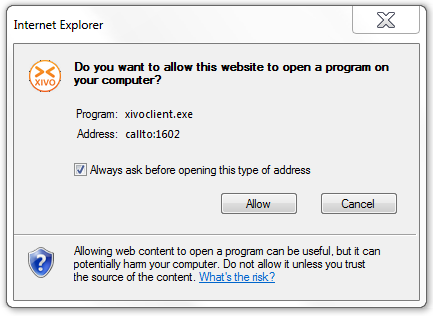 Internet Explorer
Do you want to allow this website to open a program on
your computer?
XIVO
Program: xivoclient.exe
Address: callto:1602
Always ask before opening this type of address
Allow Cancel
Allowing web content to open a program can be useful, but it can
potentially harm your computer. Do not allow it unless you trust
the source of the content. What's the risk?